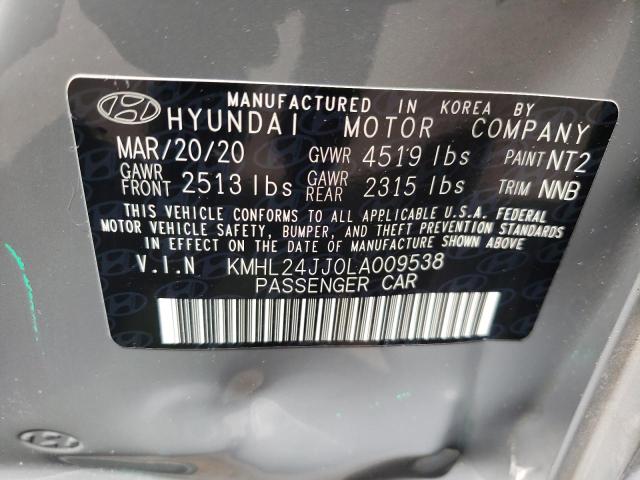 MANUFACTURED IN KOREA BY
HYUNDAI MOTOR COMPANY
MAR/20/20 GVWR 4519 lbs PAINT NT2
GAWR FRONT 2513 lbs GAWR REAR 2315 lbs TRIM NNB
THIS VEHICLE CONFORMS TO ALL APPLICABLE U.S.A. FEDERAL
MOTOR VEHICLE SAFETY, BUMPER, AND THEFT PREVENTION STANDARDS
IN EFFECT ON THE DATE OF MANUFACTURE SHOWN ABOVE.
V.I.N KMHL24JJ0LA009538
PASSENGER CAR